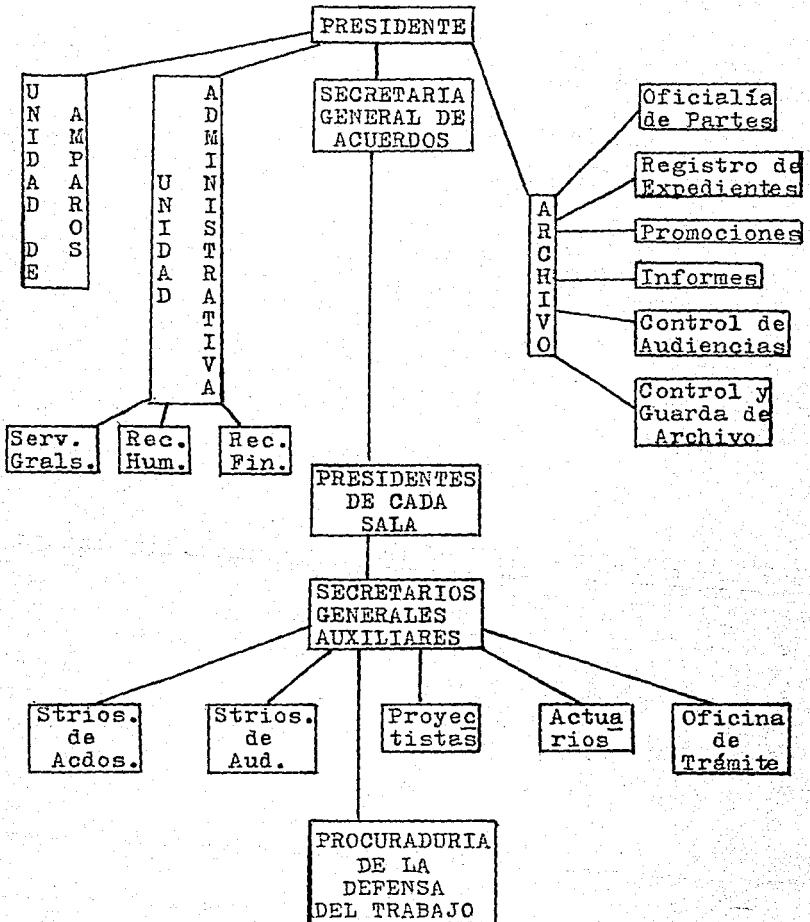 PRESIDENTE
UNIDAD DE
AMPAROS
UNIDAD
ADMINISTRATIVA
SECRETARIA
GENERAL DE
ACUERDOS
ARCHIVO
Oficialía
de Partes
Registro de
Expedientes
Promociones
Informes
Control de
Audiencias
Control y
Guarda de
Archivo
Serv.
Grals.
Rec.
Hum.
Rec.
Fin.
PRESIDENTES
DE CADA
SALA
SECRETARIOS
GENERALES
AUXILIARES
Strios.
de
Acdos.
Strios.
de
Aud.
Proyec
tistas
Actua
rios
Oficina
de
Trámite
PROCURADURIA
DE LA
DEFENSA
DEL TRABAJO